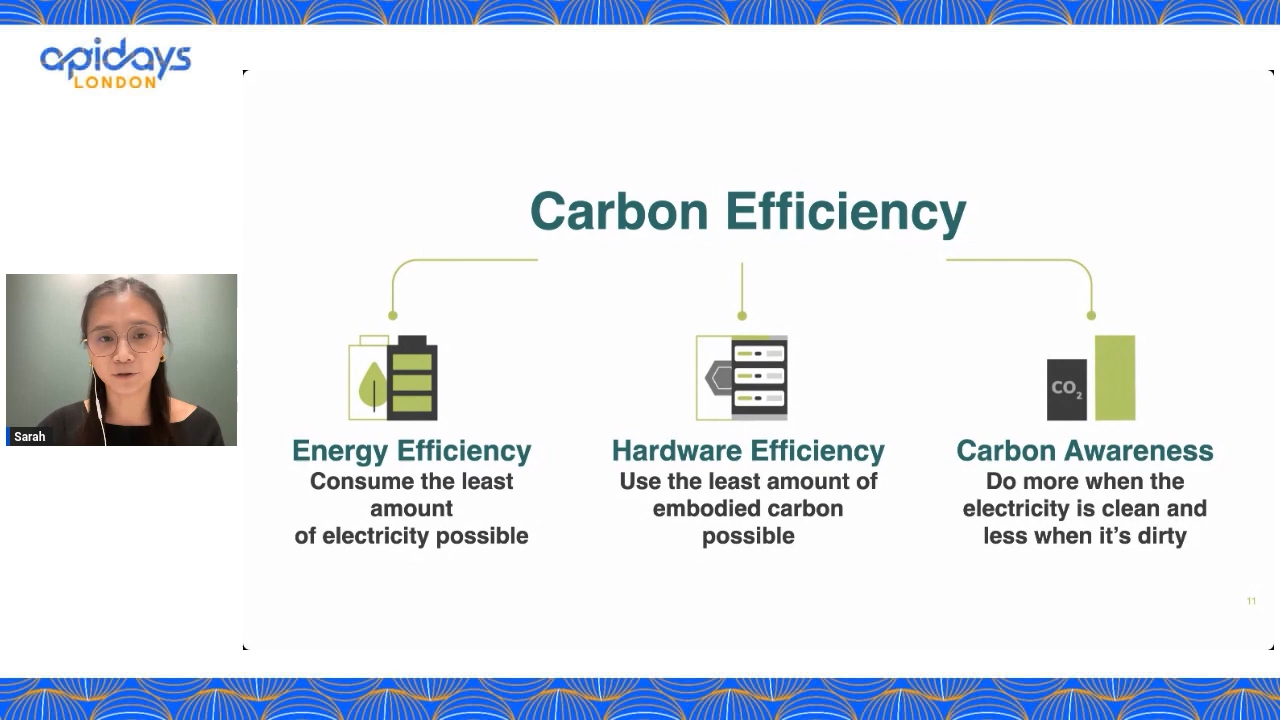 apidays
LONDON
Carbon Efficiency
CO2
Energy Efficiency
Consume the least
amount
of electricity possible
Hardware Efficiency
Use the least amount of
embodied carbon
possible
Carbon Awareness
Do more when the
electricity is clean and
less when it’s dirty
Sarah
11